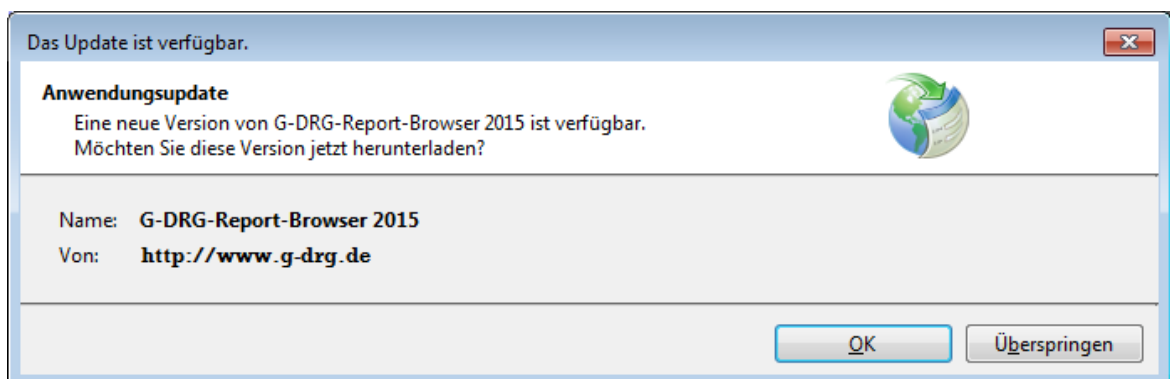 Das Update ist verfügbar.
Anwendungsupdate
Eine neue Version von G-DRG-Report-Browser 2015 ist verfügbar.
Möchten Sie diese Version jetzt herunterladen?
Name: G-DRG-Report-Browser 2015
Von: http://www.g-drg.de
OK Überspringen